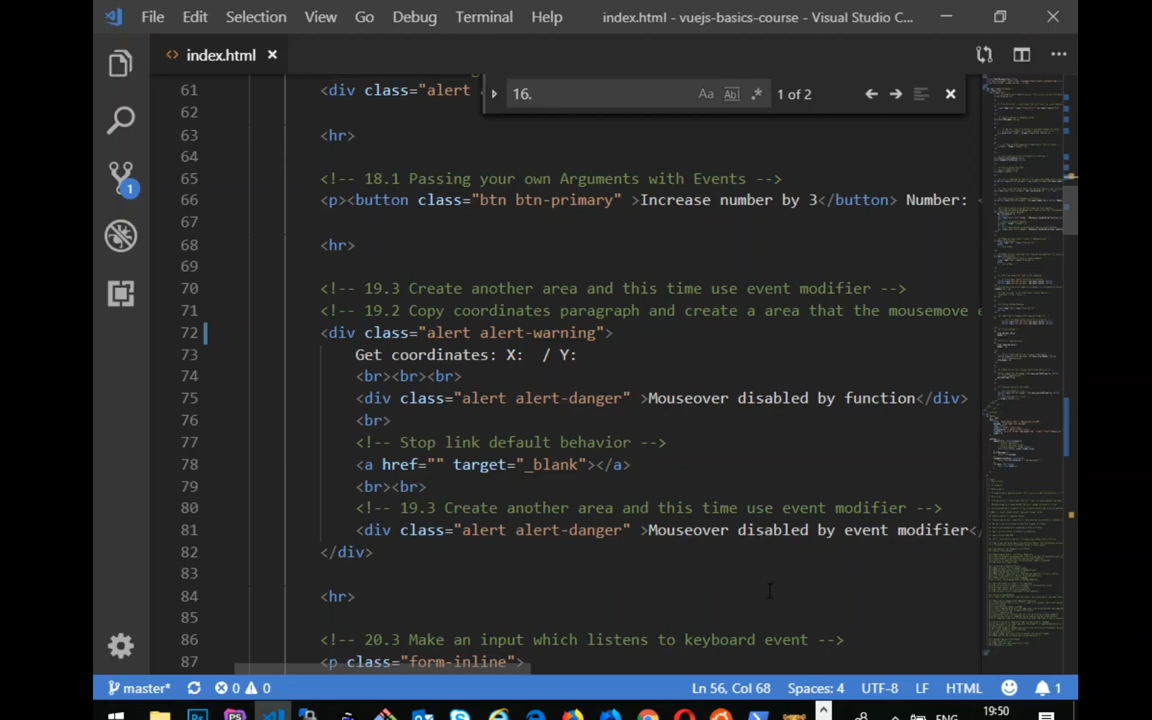 File Edit Selection View Go Debug Terminal Help index.html - vuejs-basics-course - Visual Studio C...
<> index.html
16. Aa Abl .* 1 of 2
61 <div class="alert
62
63 <hr>
64
65 <!-- 18.1 Passing your own Arguments with Events -->
66 <p><button class="btn btn-primary" >Increase number by 3</button> Number:
67
68 <hr>
69
70 <!-- 19.3 Create another area and this time use event modifier -->
71 <!-- 19.2 Copy coordinates paragraph and create a area that the mousemove
72 <div class="alert alert-warning">
73 Get coordinates: X:  / Y:
74 <br><br><br>
75 <div class="alert alert-danger" >Mouseover disabled by function</div>
76 <br>
77 <!-- Stop link default behavior -->
78 <a href="" target="_blank"></a>
79 <br><br>
80 <!-- 19.3 Create another area and this time use event modifier -->
81 <div class="alert alert-danger" >Mouseover disabled by event modifier<
82 </div>
83
84 <hr>
85
86 <!-- 20.3 Make an input which listens to keyboard event -->
87 <p class="form-inline">
1
master* 0 0 Ln 56, Col 68 Spaces: 4 UTF-8 LF HTML 1
ENG 19:50